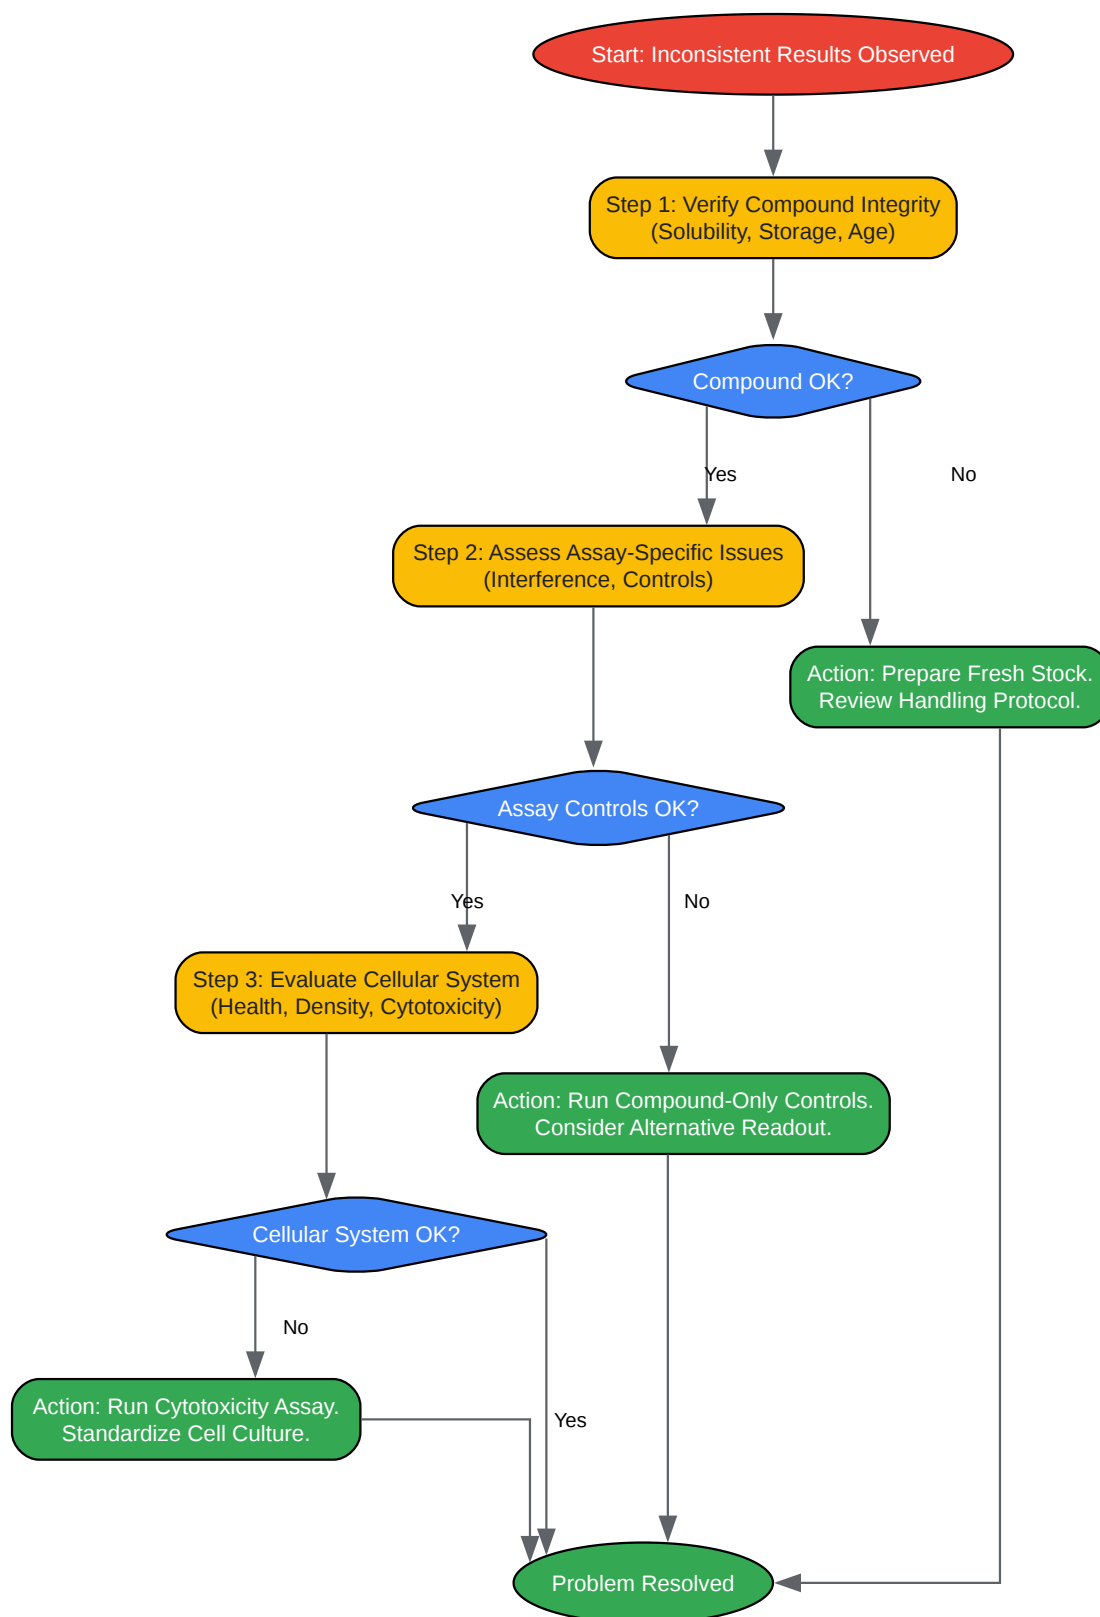 Start: Inconsistent Results Observed
Step 1: Verify Compound Integrity
(Solubility, Storage, Age)
Compound OK?
Yes
No
Step 2: Assess Assay-Specific Issues
(Interference, Controls)
Action: Prepare Fresh Stock.
Review Handling Protocol.
Assay Controls OK?
Yes
No
Step 3: Evaluate Cellular System
(Health, Density, Cytotoxicity)
Action: Run Compound-Only Controls.
Consider Alternative Readout.
Cellular System OK?
No
Action: Run Cytotoxicity Assay.
Standardize Cell Culture.
Yes
Problem Resolved